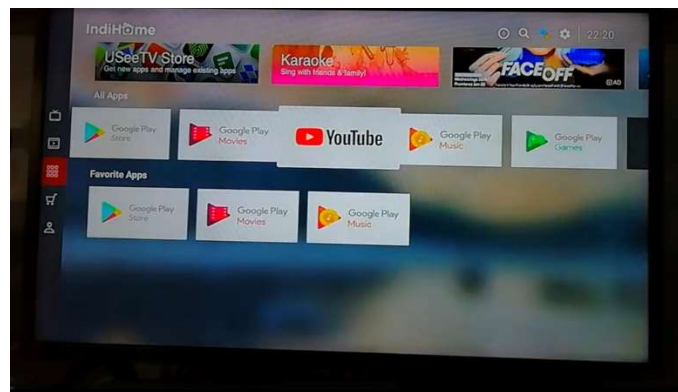 IndiHome
22:20
USeeTV Store
Get new apps and manage existing apps
Karaoke
Sing with friends & family!
FACEOFF
AD
All Apps
Google Play
Store
Google Play
Movies
YouTube
Google Play
Music
Google Play
Games
Favorite Apps
Google Play
Store
Google Play
Movies
Google Play
Music